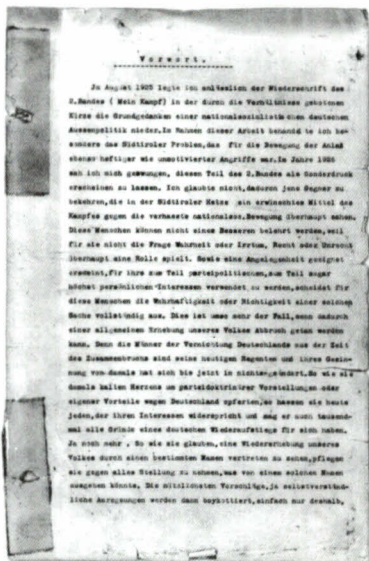 Vorwort.
Im August 1925 legte ich anlässlich der Niederschrift des
2.Bandes ( Mein Kampf) in der durch die Verhältnisse gebotenen
Kürze die Grundgedanken einer nationalsozialistischen deutschen
Aussenpolitik nieder. Im Rahmen dieser Arbeit behandelte ich be-
sonders das Südtiroler Problem, das für die Bewegung der Anlaß
ebenso heftiger wie unmotivierter Angriffe war. Im Jahre 1926
sah ich mich gezwungen, diesen Teil des 2.Bandes als Sonderdruck
erscheinen zu lassen. Ich glaubte nicht, dadurch jene Gegner zu
bekehren, die in der Südtiroler Hetze ein erwünschtes Mittel des
Kampfes gegen die verhasste nationalsoz. Bewegung überhaupt sahen.
Diese Menschen können nicht eines Besseren belehrt werden, weil
für sie nicht die Frage Wahrheit oder Irrtum, Recht oder Unrecht
überhaupt eine Rolle spielt. Sowie eine Angelegenheit geeignet
erscheint, für ihre zum Teil parteipolitischen, zum Teil sogar
höchst persönlichen Interessen verwendet zu werden, scheidet für
diese Menschen die Wahrhaftigkeit oder Richtigkeit einer solchen
Sache vollständig aus. Dies ist umso mehr der Fall, wenn dadurch
einer allgemeinen Erhebung unseres Volkes Abbruch getan werden
kann. Denn die Männer der Vernichtung Deutschlands aus der Zeit
des Zusammenbruchs sind seine heutigen Regenten und ihre Gesin-
nung von damals hat sich bis jetzt in nichts geändert. So wie sie
damals kalten Herzens um parteidoktrinärer Vorstellungen oder
eigener Vorteile wegen Deutschland opferten, so hassen sie heute
jeden, der ihren Interessen widerspricht und mag er auch tausend-
mal alle Gründe eines deutschen Wiederaufstiegs für sich haben.
Ja noch mehr . So wie sie glauben, eine Wiedererhebung unseres
Volkes durch einen bestimmten Namen vertreten zu sehen, pflegen
sie gegen alles Stellung zu nehmen, was von einem solchen Namen
ausgehen könnte. Die nützlichsten Vorschläge, ja selbstverständ-
liche Anregungen werden dann boykottiert, einfach nur deshalb,